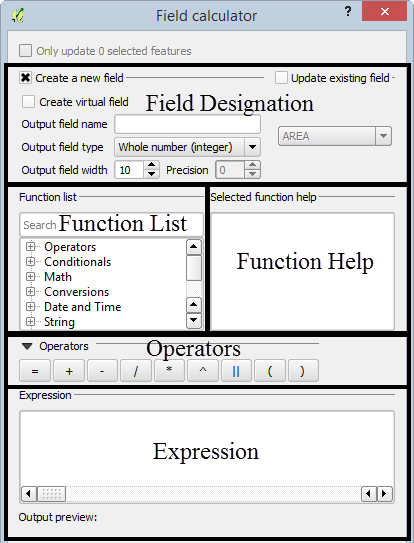 Field calculator
?
x
Only update 0 selected features
Create a new field
Update existing field
Create virtual field
Field Designation
Output field name
AREA
Output field type Whole number (integer)
Output field width 10 Precision 0
Function list
Selected function help
Search
Function List
Operators
Conditionals
Math
Conversions
Date and Time
String
Function Help
Operators
Operators
= + - / * ^ || ( )
Expression
Expression
Output preview: